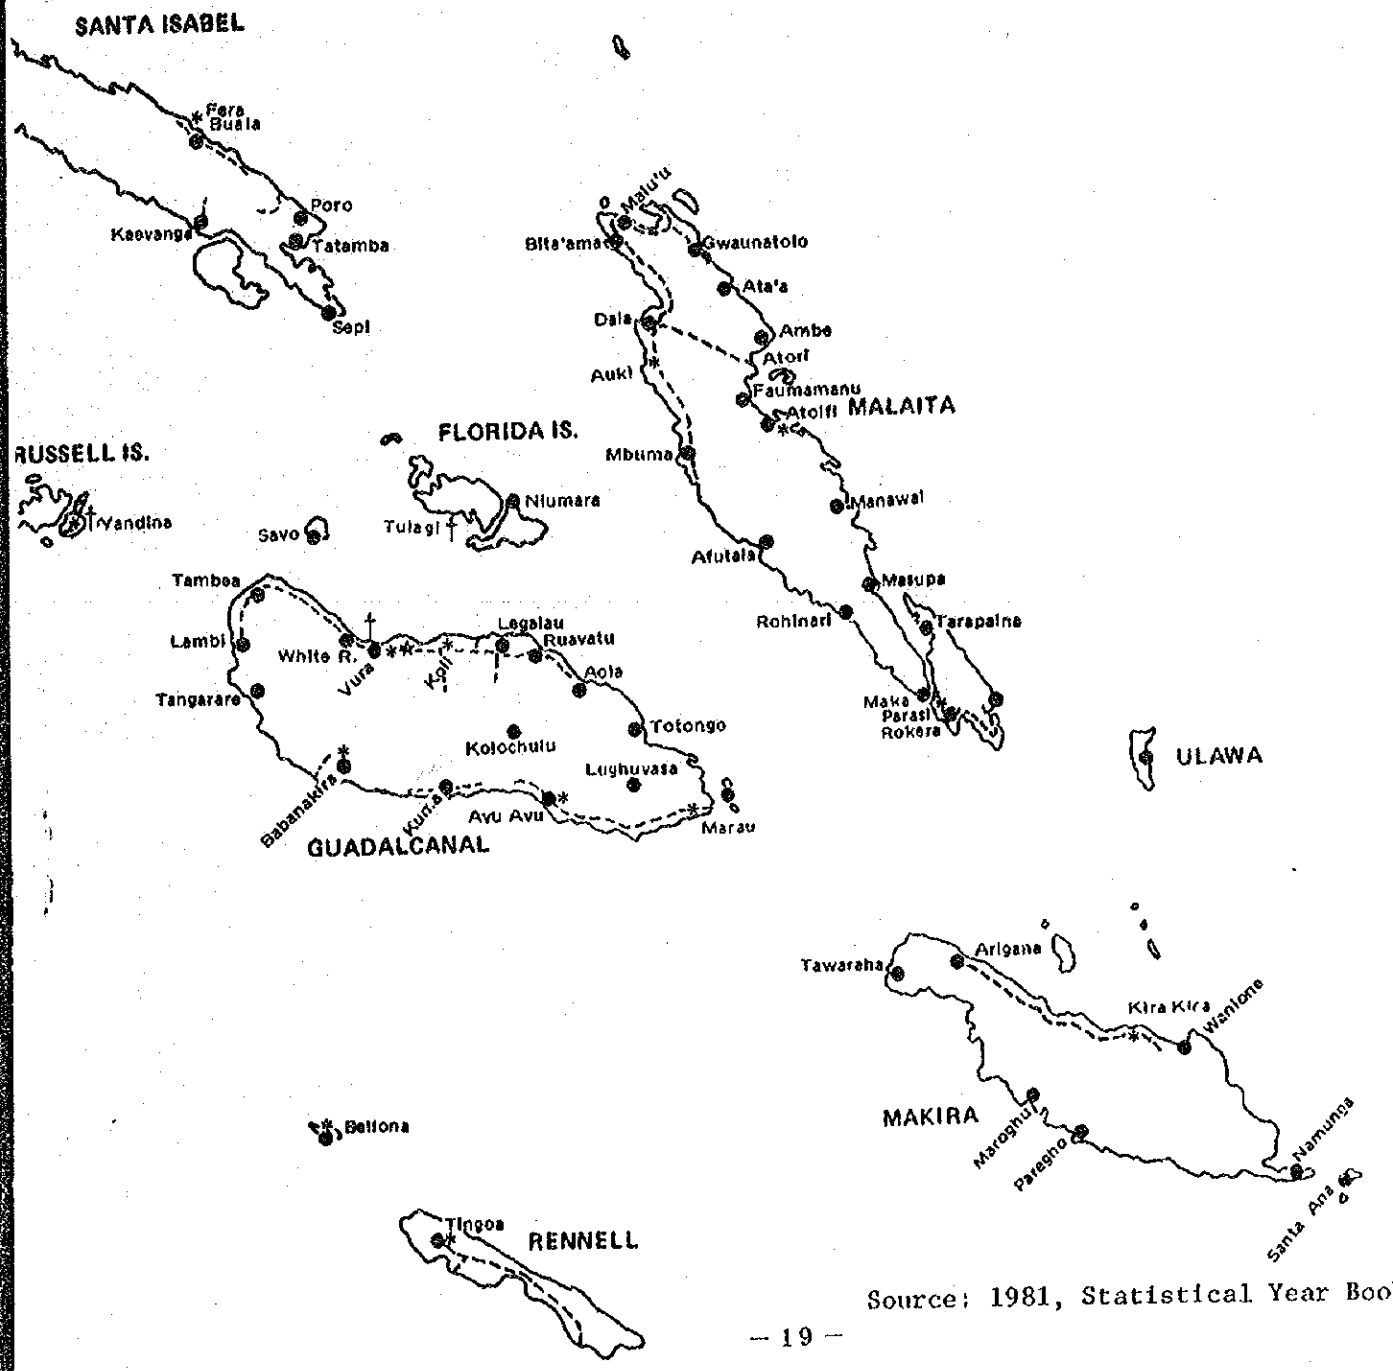 SANTA ISABEL
Fera
Buala
Poro
Kaevanga
Tatamba
Sepi
Malu'u
Bita'ama
Gwaunatolo
Ata'a
Dala
Ambe
Atori
Auki
Faumamanu
Atoifi
MALAITA
FLORIDA IS.
RUSSELL IS.
Mbuma
Yandina
Savo
Tulagi
Niumara
Manawai
Afutala
Tambea
Masupa
Lambi
White R.
Vura
Koli
Legalau
Ruavatu
Rohinari
Tarapaina
Tangarare
Aola
Maka
Parasi
Rokera
Kolochulu
Totongo
ULAWA
Lughuvasa
Babanakira
Kuma
Avu Avu
Marau
GUADALCANAL
Tawaraha
Arigana
Kira Kira
Wanione
MAKIRA
Maroghu
Paregho
Namunga
Santa Ana
Bellona
Tingoa
RENNELL
Source: 1981, Statistical Year Boo
- 19 -